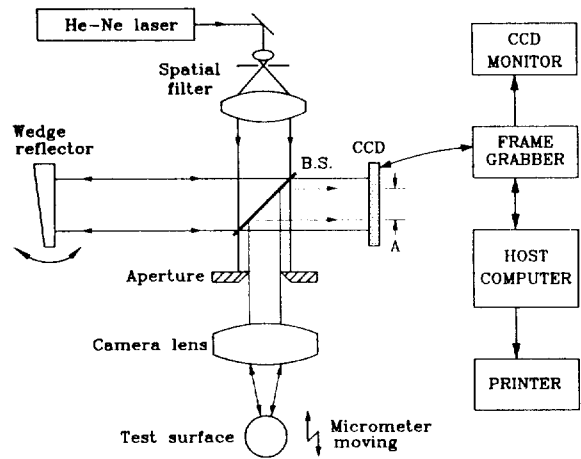 He-Ne laser
Spatial
filter
CCD
MONITOR
Wedge
reflector
B.S.
CCD
FRAME
GRABBER
A
Aperture
HOST
COMPUTER
Camera lens
Test surface
Micrometer
moving
PRINTER